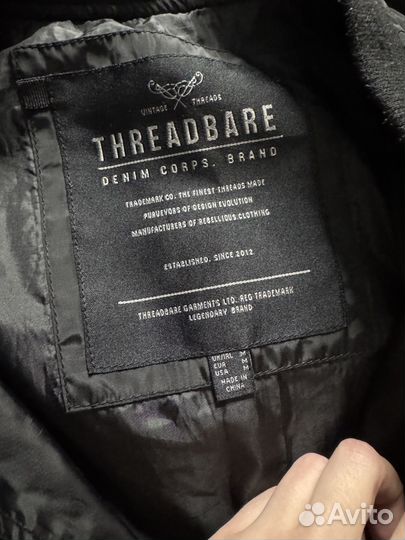 VINTAGE THREADS
THREADBARE
DENIM CORPS. BRAND
TRADEMARK CO. THE FINEST THREADS MADE
PURVEYORS OF DESIGN EVOLUTION
MANUFACTURERS OF REBELLIOUS CLOTHING
ESTABLISHED. SINCE 2012
THREADBARE GARMENTS LTD. REG TRADEMARK
LEGENDARY BRAND
UK/IRL M
EUR M
USA M
MADE IN
CHINA
Avito